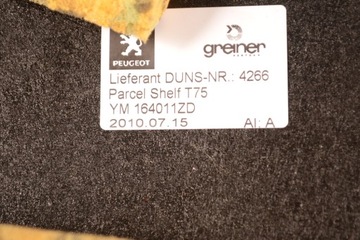 PEUGEOT
greiner
Lieferant DUNS-NR.: 4266
Parcel Shelf T75
YM 164011ZD
2010.07.15 AI: A